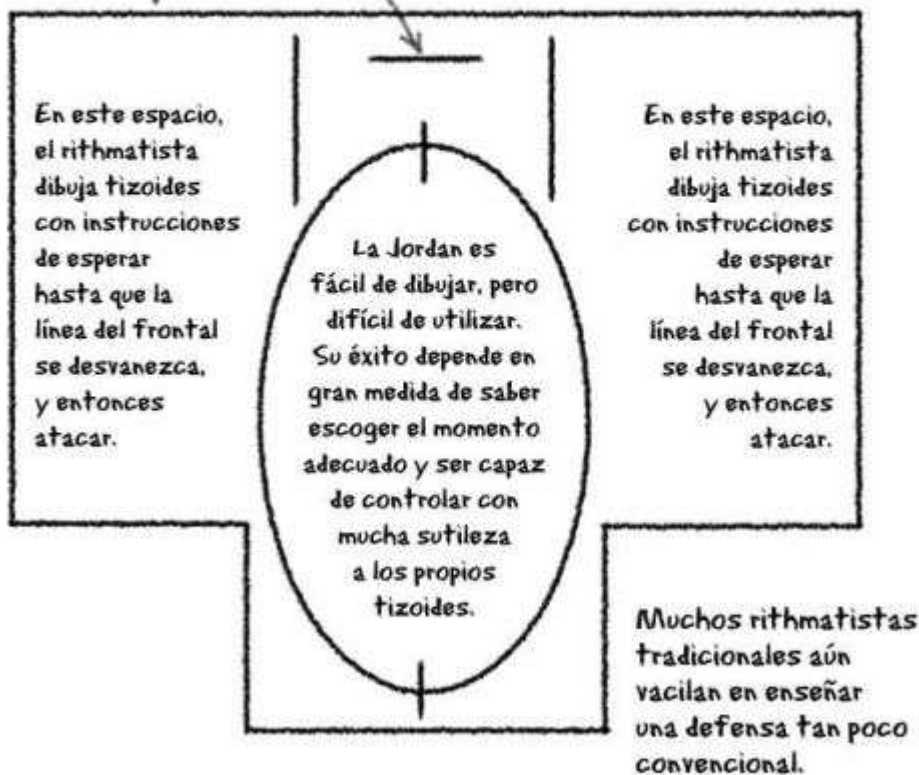 En este espacio,
el rithmatista
dibuja tizoides
con instrucciones
de esperar
hasta que la
línea del frontal
se desvanezca,
y entonces
atacar.
La Jordan es
fácil de dibujar, pero
difícil de utilizar.
Su éxito depende en
gran medida de saber
escoger el momento
adecuado y ser capaz
de controlar con
mucha sutileza
a los propios
tizoides.
En este espacio,
el rithmatista
dibuja tizoides
con instrucciones
de esperar
hasta que la
línea del frontal
se desvanezca,
y entonces
atacar.
Muchos rithmatistas
tradicionales aún
vacilan en enseñar
una defensa tan poco
convencional.